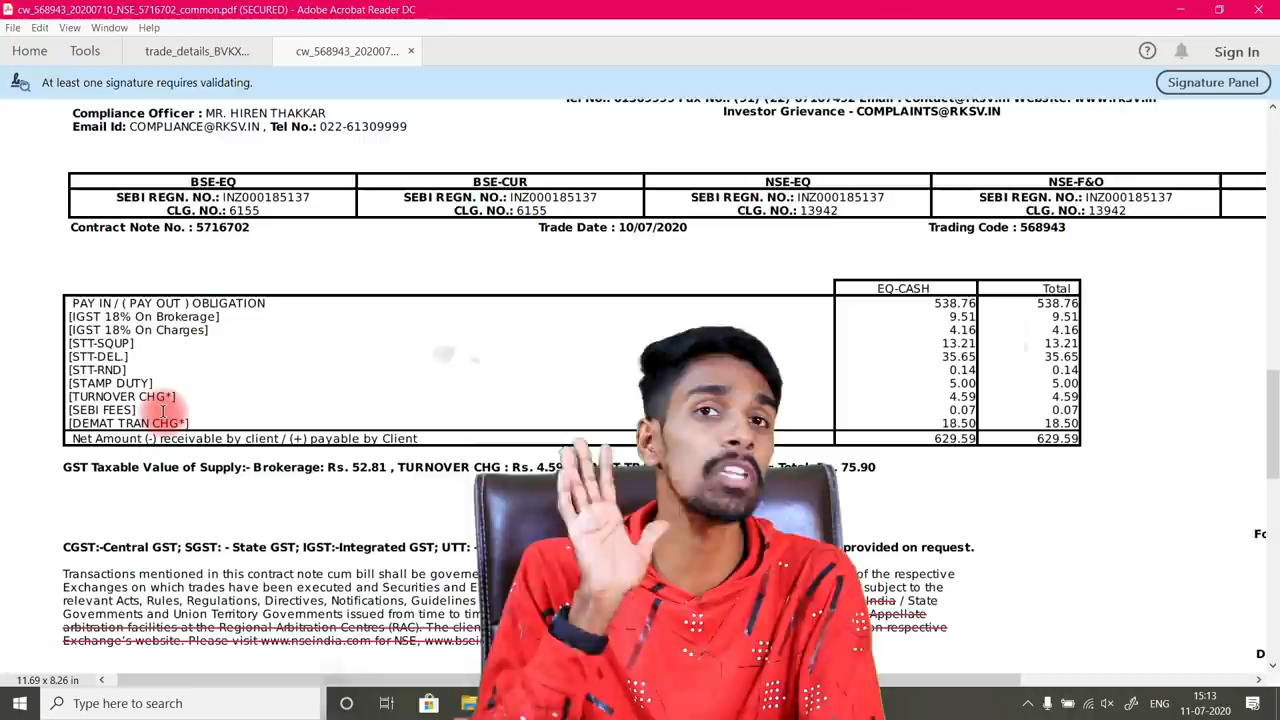 cw_568943_20200710_NSE_5716702_common.pdf (SECURED) - Adobe Acrobat Reader DC
File Edit View Window Help
Home Tools trade_details_BVKX... cw_568943_202007... × Sign In
At least one signature requires validating. Signature Panel
Compliance Officer : MR. HIREN THAKKAR
Investor Grievance - COMPLAINTS@RKSV.IN
Email Id: COMPLIANCE@RKSV.IN , Tel No.: 022-61309999
BSE-EQ BSE-CUR NSE-EQ NSE-F&O
SEBI REGN. NO.: INZ000185137 SEBI REGN. NO.: INZ000185137 SEBI REGN. NO.: INZ000185137 SEBI REGN. NO.: INZ000185137
CLG. NO.: 6155 CLG. NO.: 6155 CLG. NO.: 13942 CLG. NO.: 13942
Contract Note No. : 5716702 Trade Date : 10/07/2020 Trading Code : 568943
EQ-CASH Total
PAY IN / ( PAY OUT ) OBLIGATION 538.76 538.76
[IGST 18% On Brokerage] 9.51 9.51
[IGST 18% On Charges] 4.16 4.16
[STT-SQUP] 13.21 13.21
[STT-DEL.] 35.65 35.65
[STT-RND] 0.14 0.14
[STAMP DUTY] 5.00 5.00
[TURNOVER CHG*] 4.59 4.59
[SEBI FEES] 0.07 0.07
[DEMAT TRAN CHG*] 18.50 18.50
Net Amount (-) receivable by client / (+) payable by Client 629.59 629.59
GST Taxable Value of Supply:- Brokerage: Rs. 52.81 , TURNOVER CHG : Rs. 4.59 75.90
CGST:-Central GST; SGST: - State GST; IGST:-Integrated GST; UTT: - provided on request.
Transactions mentioned in this contract note cum bill shall be of the respective
Exchanges on which trades have been executed and Securities and subject to the
relevant Acts, Rules, Regulations, Directives, Notifications, Guidelines India / State
Governments and Union Territory Governments issued from time to Appellate
arbitration facilities at the Regional Arbitration Centres (RAC). The on respective
Exchange's website. Please visit www.nseindia.com for NSE,
11.69 x 8.26 in
Type here to search ENG 15:13
11-07-2020